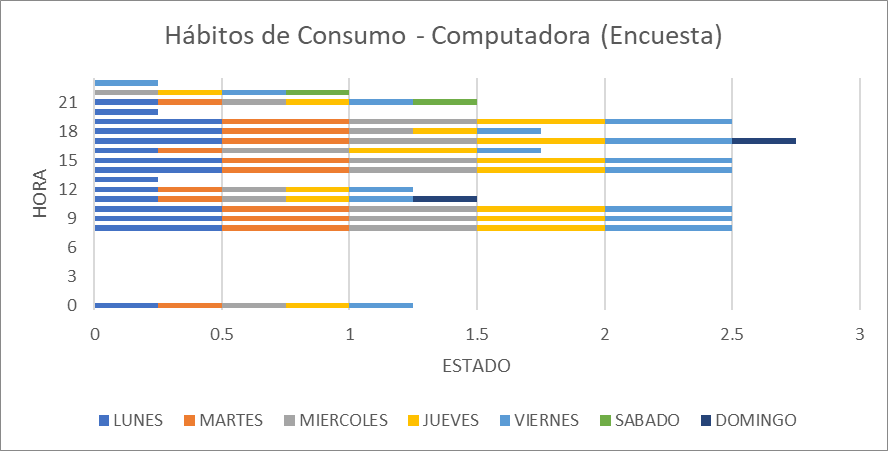 Hábitos de Consumo - Computadora (Encuesta)
21
18
15
12
9
6
3
0
HORA
0 0.5 1 1.5 2 2.5 3
ESTADO
LUNES MARTES MIERCOLES JUEVES VIERNES SABADO DOMINGO